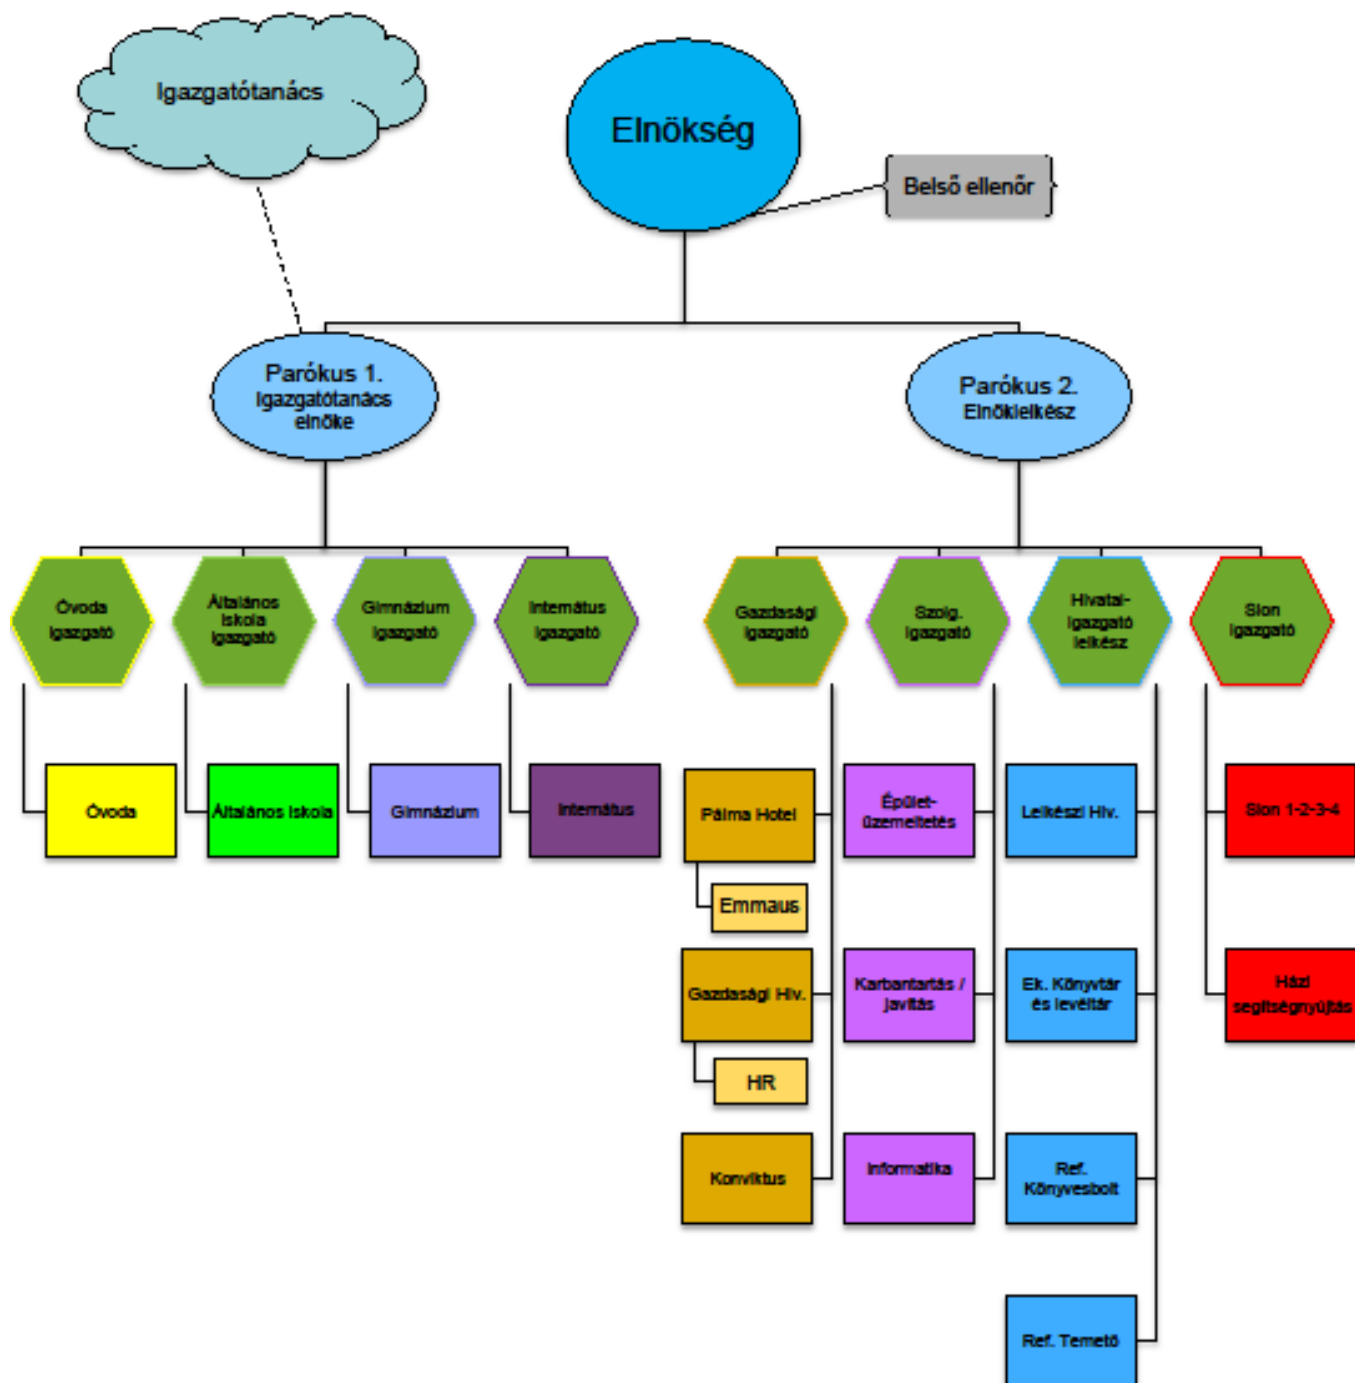 Igazgatótanács
Elnökség
Belső ellenőr
Parókus 1.
Igazgatótanács
elnöke
Parókus 2.
Elnöklelkész
Óvoda
Igazgató
Általános
Iskola
Igazgató
Gimnázium
Igazgató
Internátus
Igazgató
Gazdasági
Igazgató
Szolg.
Igazgató
Hivatal-
igazgató
lelkész
Sion
Igazgató
Óvoda
Általános Iskola
Gimnázium
Internátus
Pálma Hotel
Épület-
üzemeltetés
Lelkészi Hiv.
Sion 1-2-3-4
Emmaus
Gazdasági Hiv.
Karbantartás /
javítás
Ek. Könyvtár
és levéltár
Házi
segítségnyújtás
HR
Konviktus
Informatika
Ref.
Könyvesbolt
Ref. Temető